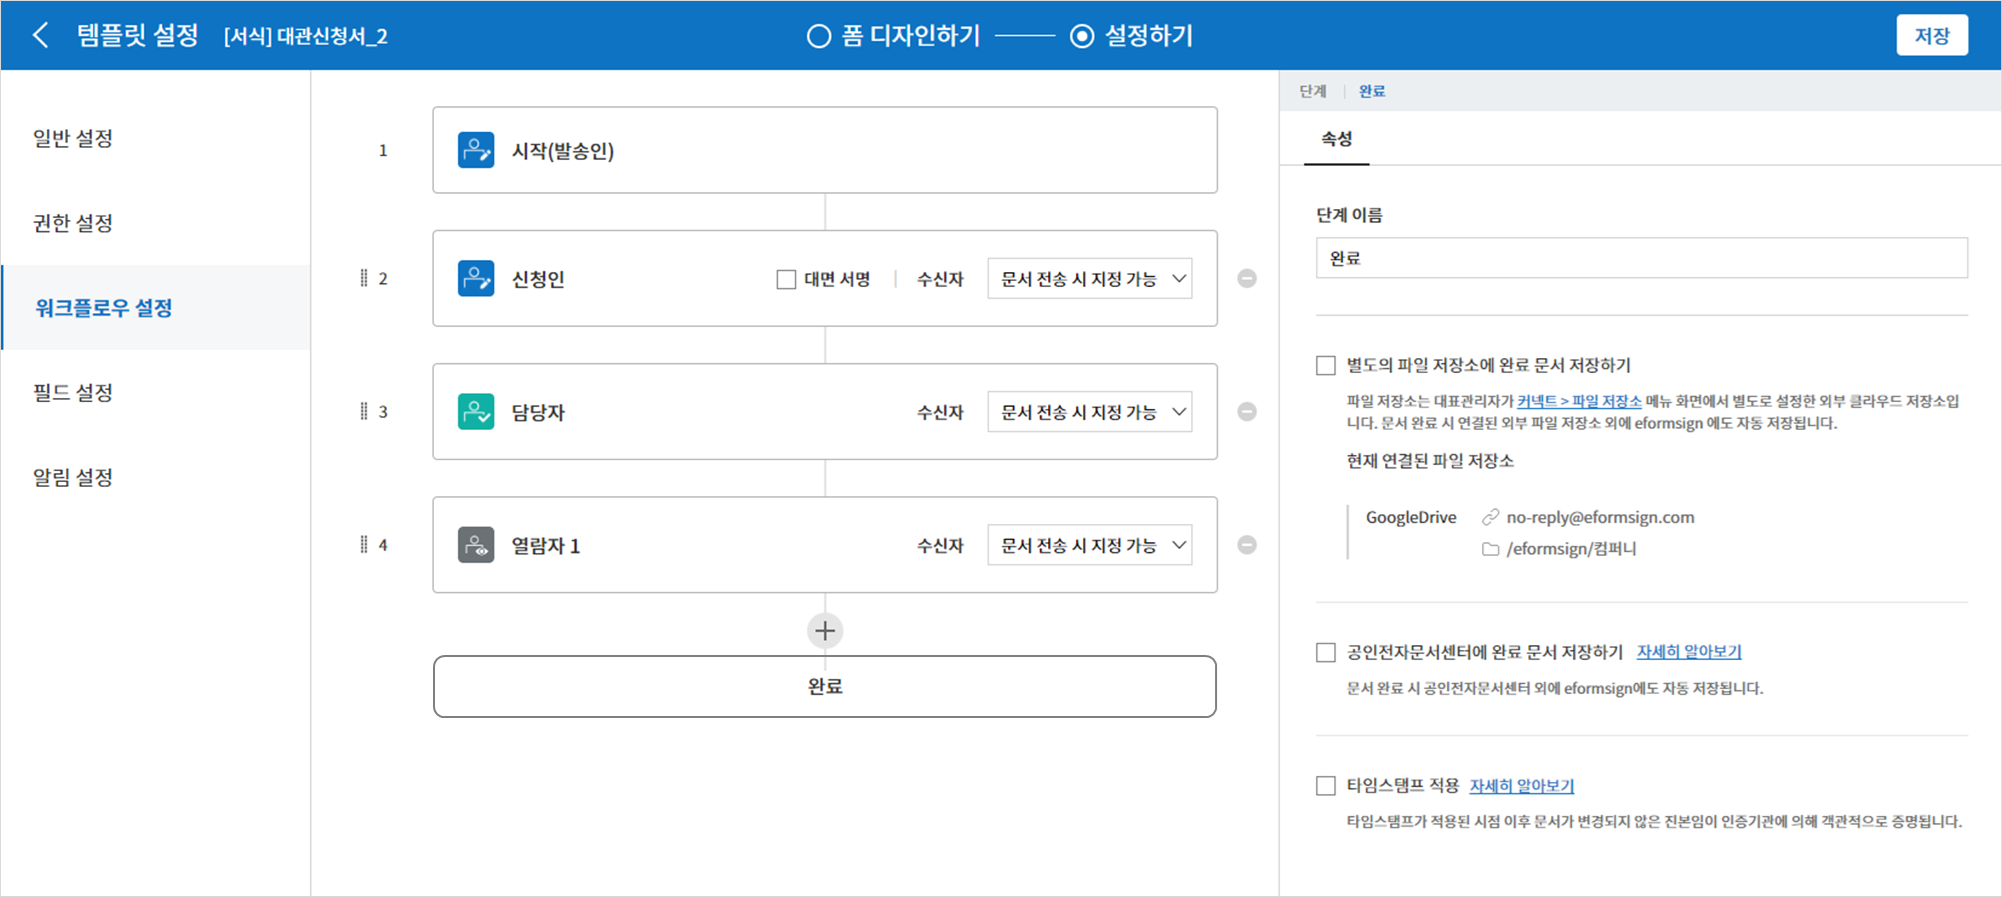 템플릿 설정 [서식] 대관신청서_2
폼 디자인하기 설정하기
저장
일반 설정
권한 설정
워크플로우 설정
필드 설정
알림 설정
1 시작(발송인)
2 신청인 대면 서명 수신자 문서 전송 시 지정 가능
3 담당자 수신자 문서 전송 시 지정 가능
4 열람자 1 수신자 문서 전송 시 지정 가능
완료
단계 완료
속성
단계 이름
완료
별도의 파일 저장소에 완료 문서 저장하기
파일 저장소는 대표관리자가 커넥트 > 파일 저장소 메뉴 화면에서 별도로 설정한 외부 클라우드 저장소입
니다. 문서 완료 시 연결된 외부 파일 저장소 외에 eformsign 에도 자동 저장됩니다.
현재 연결된 파일 저장소
GoogleDrive no-reply@eformsign.com
/eformsign/컴퍼니
공인전자문서센터에 완료 문서 저장하기 자세히 알아보기
문서 완료 시 공인전자문서센터 외에 eformsign에도 자동 저장됩니다.
타임스탬프 적용 자세히 알아보기
타임스탬프가 적용된 시점 이후 문서가 변경되지 않은 진본임이 인증기관에 의해 객관적으로 증명됩니다.